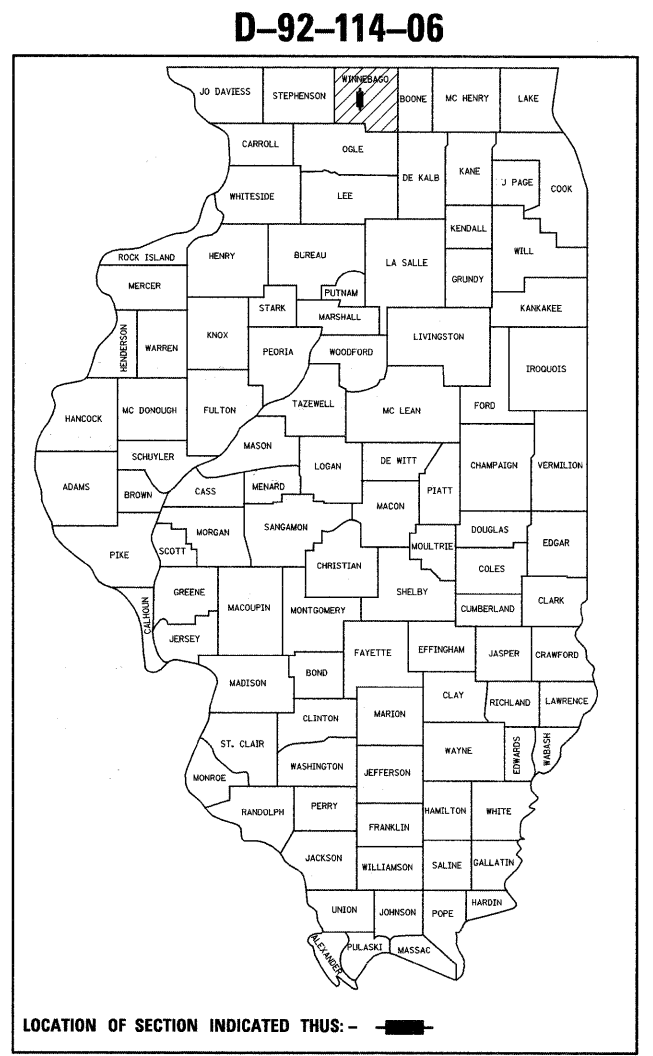 D–92–114–06
WINNEBAGO
JO DAVIESS STEPHENSON BOONE MC HENRY LAKE
CARROLL OGLE
DE KALB KANE J PAGE COOK
WHITESIDE LEE
KENDALL
ROCK ISLAND HENRY BUREAU LA SALLE WILL
MERCER PUTNAM GRUNDY
STARK MARSHALL KANKAKEE
HENDERSON WARREN KNOX PEORIA WOODFORD LIVINGSTON
IROQUOIS
HANCOCK MC DONOUGH FULTON TAZEWELL MC LEAN FORD
MASON
SCHUYLER LOGAN DE WITT CHAMPAIGN VERMILION
ADAMS BROWN CASS MENARD PIATT
MORGAN SANGAMON MACON
PIKE SCOTT MOULTRIE DOUGLAS EDGAR
CHRISTIAN COLES
GREENE SHELBY CLARK
CALHOUN MACOUPIN MONTGOMERY CUMBERLAND
JERSEY FAYETTE EFFINGHAM JASPER CRAWFORD
MADISON BOND
CLAY RICHLAND LAWRENCE
CLINTON MARION
ST. CLAIR WAYNE EDWARDS WABASH
WASHINGTON JEFFERSON
MONROE
RANDOLPH PERRY HAMILTON WHITE
FRANKLIN
JACKSON WILLIAMSON SALINE GALLATIN
UNION JOHNSON POPE HARDIN
ALEXANDER PULASKI MASSAC
LOCATION OF SECTION INDICATED THUS: –